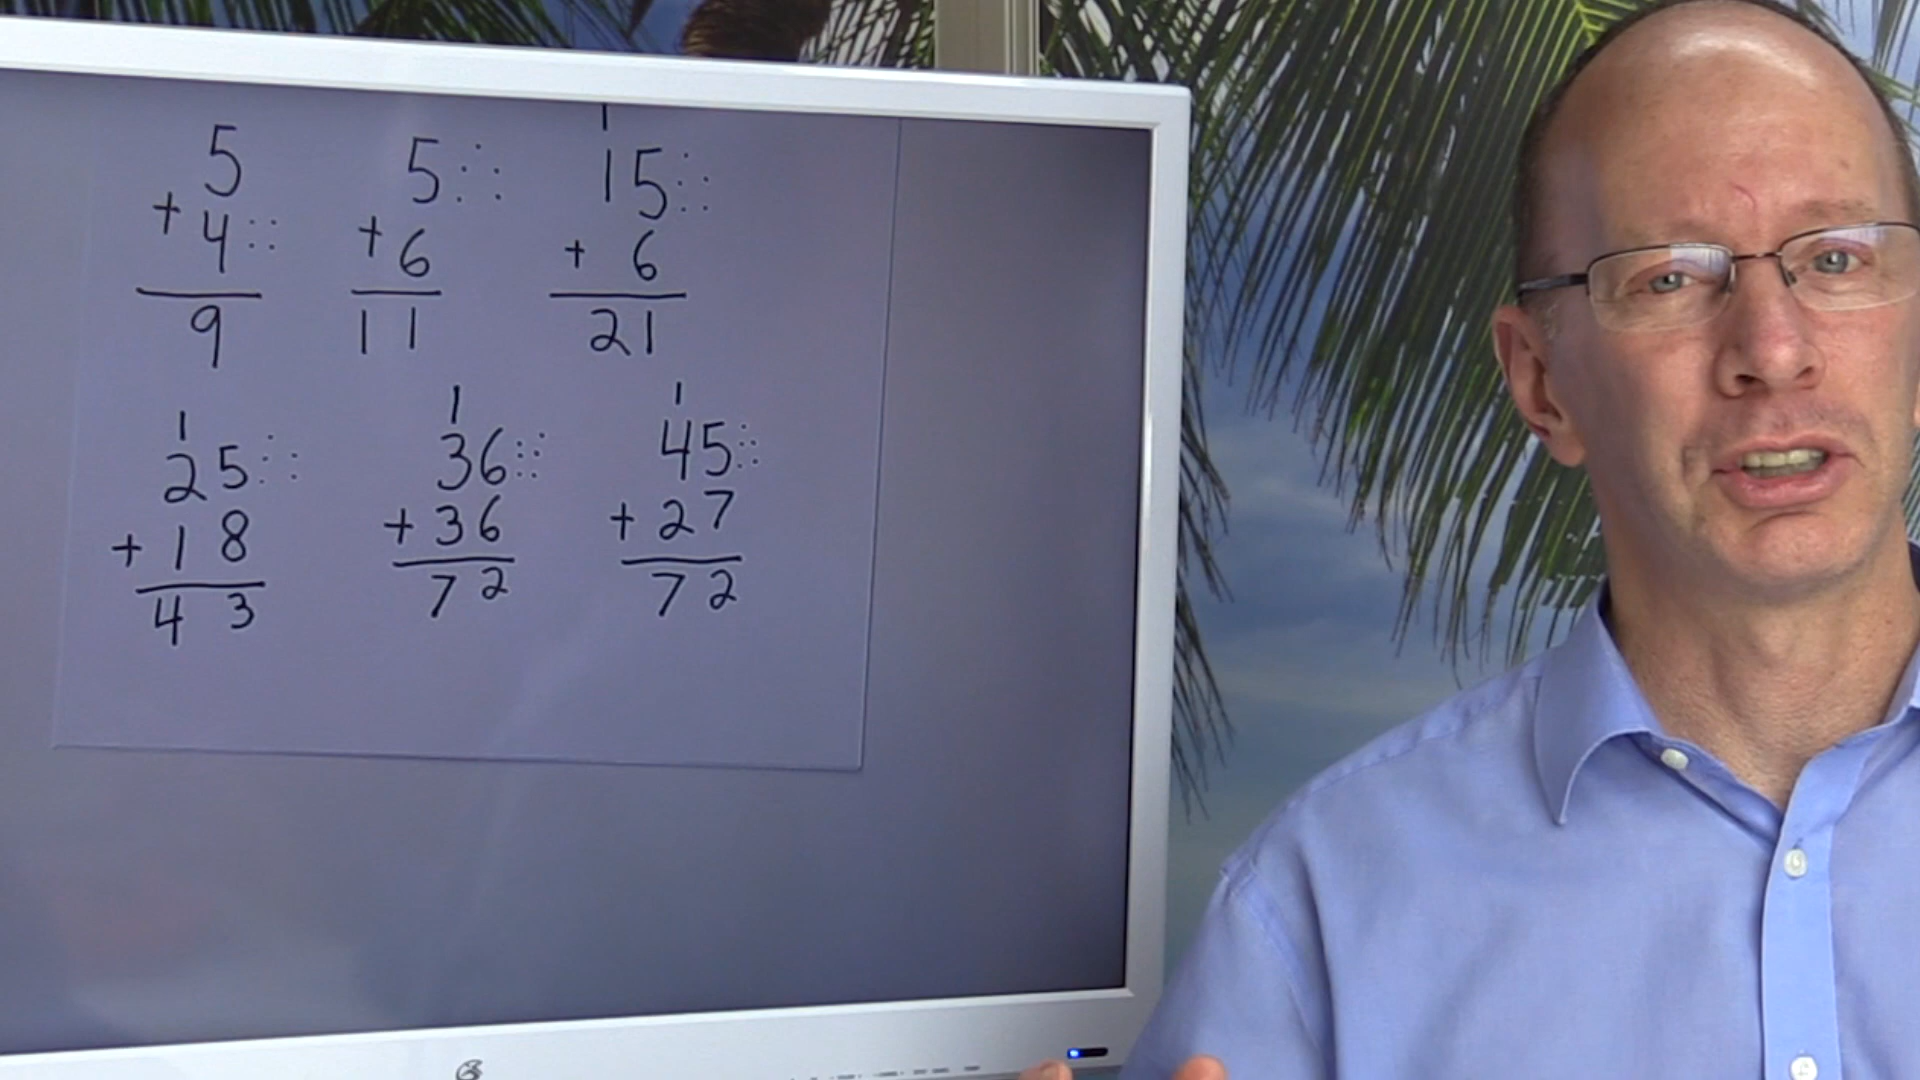 1
5 5 15
+ 4 + 6 + 6
9 11 21
1 1 1
25 36 45
+ 18 + 36 + 27
43 72 72